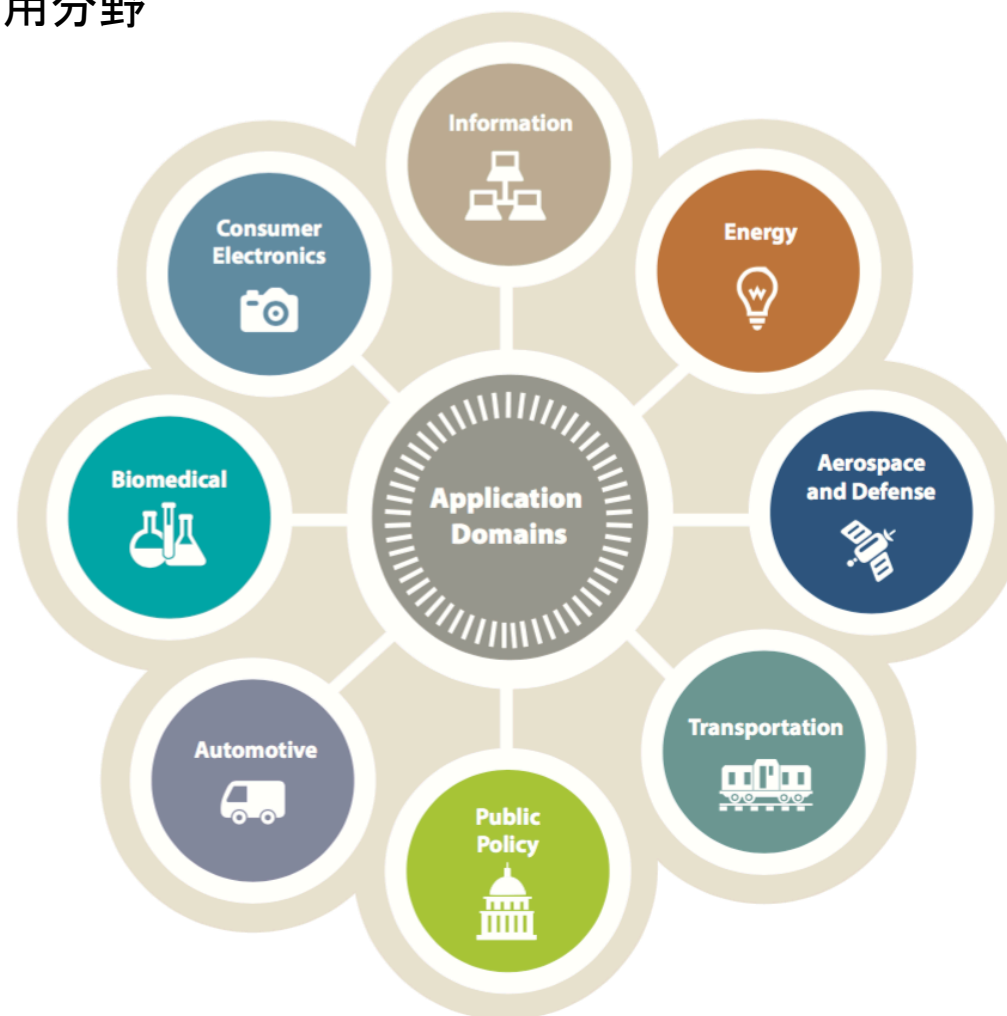 用分野
Information
Energy
Aerospace
and Defense
Transportation
Public
Policy
Automotive
Biomedical
Consumer
Electronics
Application
Domains